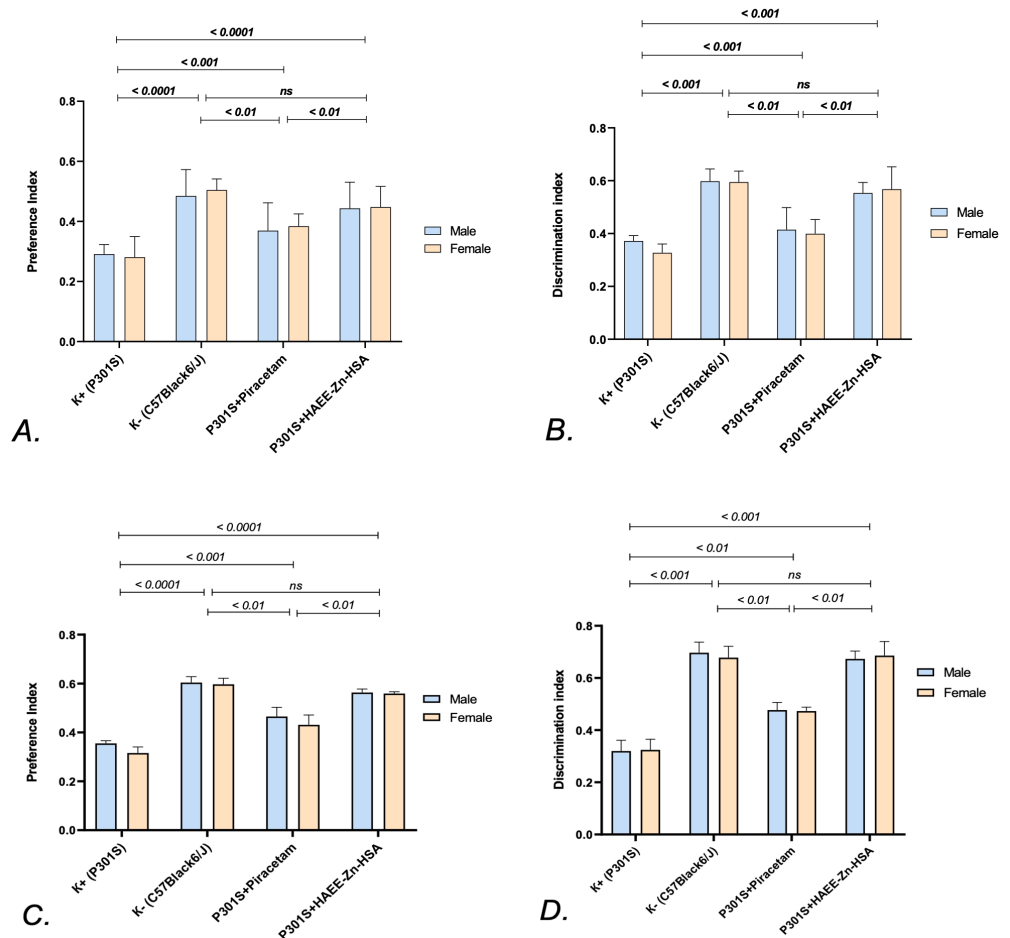 < 0.0001
< 0.001
< 0.0001
ns
< 0.01
< 0.01
0.8
0.6
0.4
0.2
0.0
Preference Index
Male
Female
K+ (P301S)
K- (C57Black6/J)
P301S+Piracetam
P301S+HAEE-Zn-HSA
A.
< 0.001
< 0.001
< 0.001
ns
< 0.01
< 0.01
0.8
0.6
0.4
0.2
0.0
Discrimination index
Male
Female
K+ (P301S)
K- (C57Black6/J)
P301S+Piracetam
P301S+HAEE-Zn-HSA
B.
< 0.0001
< 0.001
< 0.0001
ns
< 0.01
< 0.01
0.8
0.6
0.4
0.2
0.0
Preference Index
Male
Female
K+ (P301S)
K- (C57Black6/J)
P301S+Piracetam
P301S+HAEE-Zn-HSA
C.
< 0.001
< 0.01
< 0.001
ns
< 0.01
< 0.01
0.8
0.6
0.4
0.2
0.0
Discrimination index
Male
Female
K+ (P301S)
K- (C57Black6/J)
P301S+Piracetam
P301S+HAEE-Zn-HSA
D.